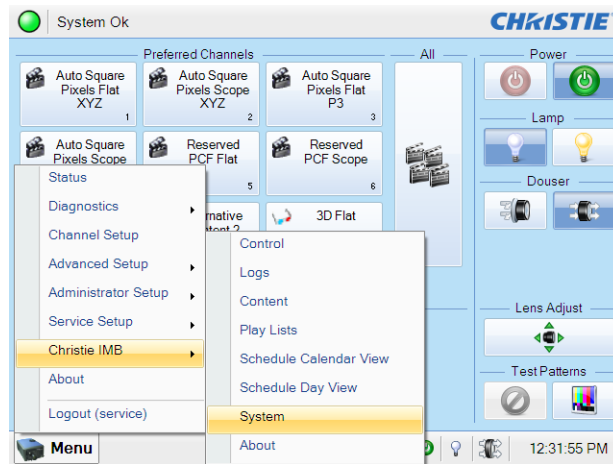 System Ok
CHRISTIE
Preferred Channels
All
Power
Auto Square
Pixels Flat
XYZ
1
Auto Square
Pixels Scope
XYZ
2
Auto Square
Pixels Flat
P3
3
Lamp
Auto Square
Pixels Scope
Reserved
PCF Flat
5
Reserved
PCF Scope
6
Douser
3D Flat
Status
Diagnostics
Channel Setup
Advanced Setup
Administrator Setup
Service Setup
Christie IMB
About
Logout (service)
Control
Logs
Content
Play Lists
Schedule Calendar View
Schedule Day View
System
About
Lens Adjust
Test Patterns
Menu
12:31:55 PM